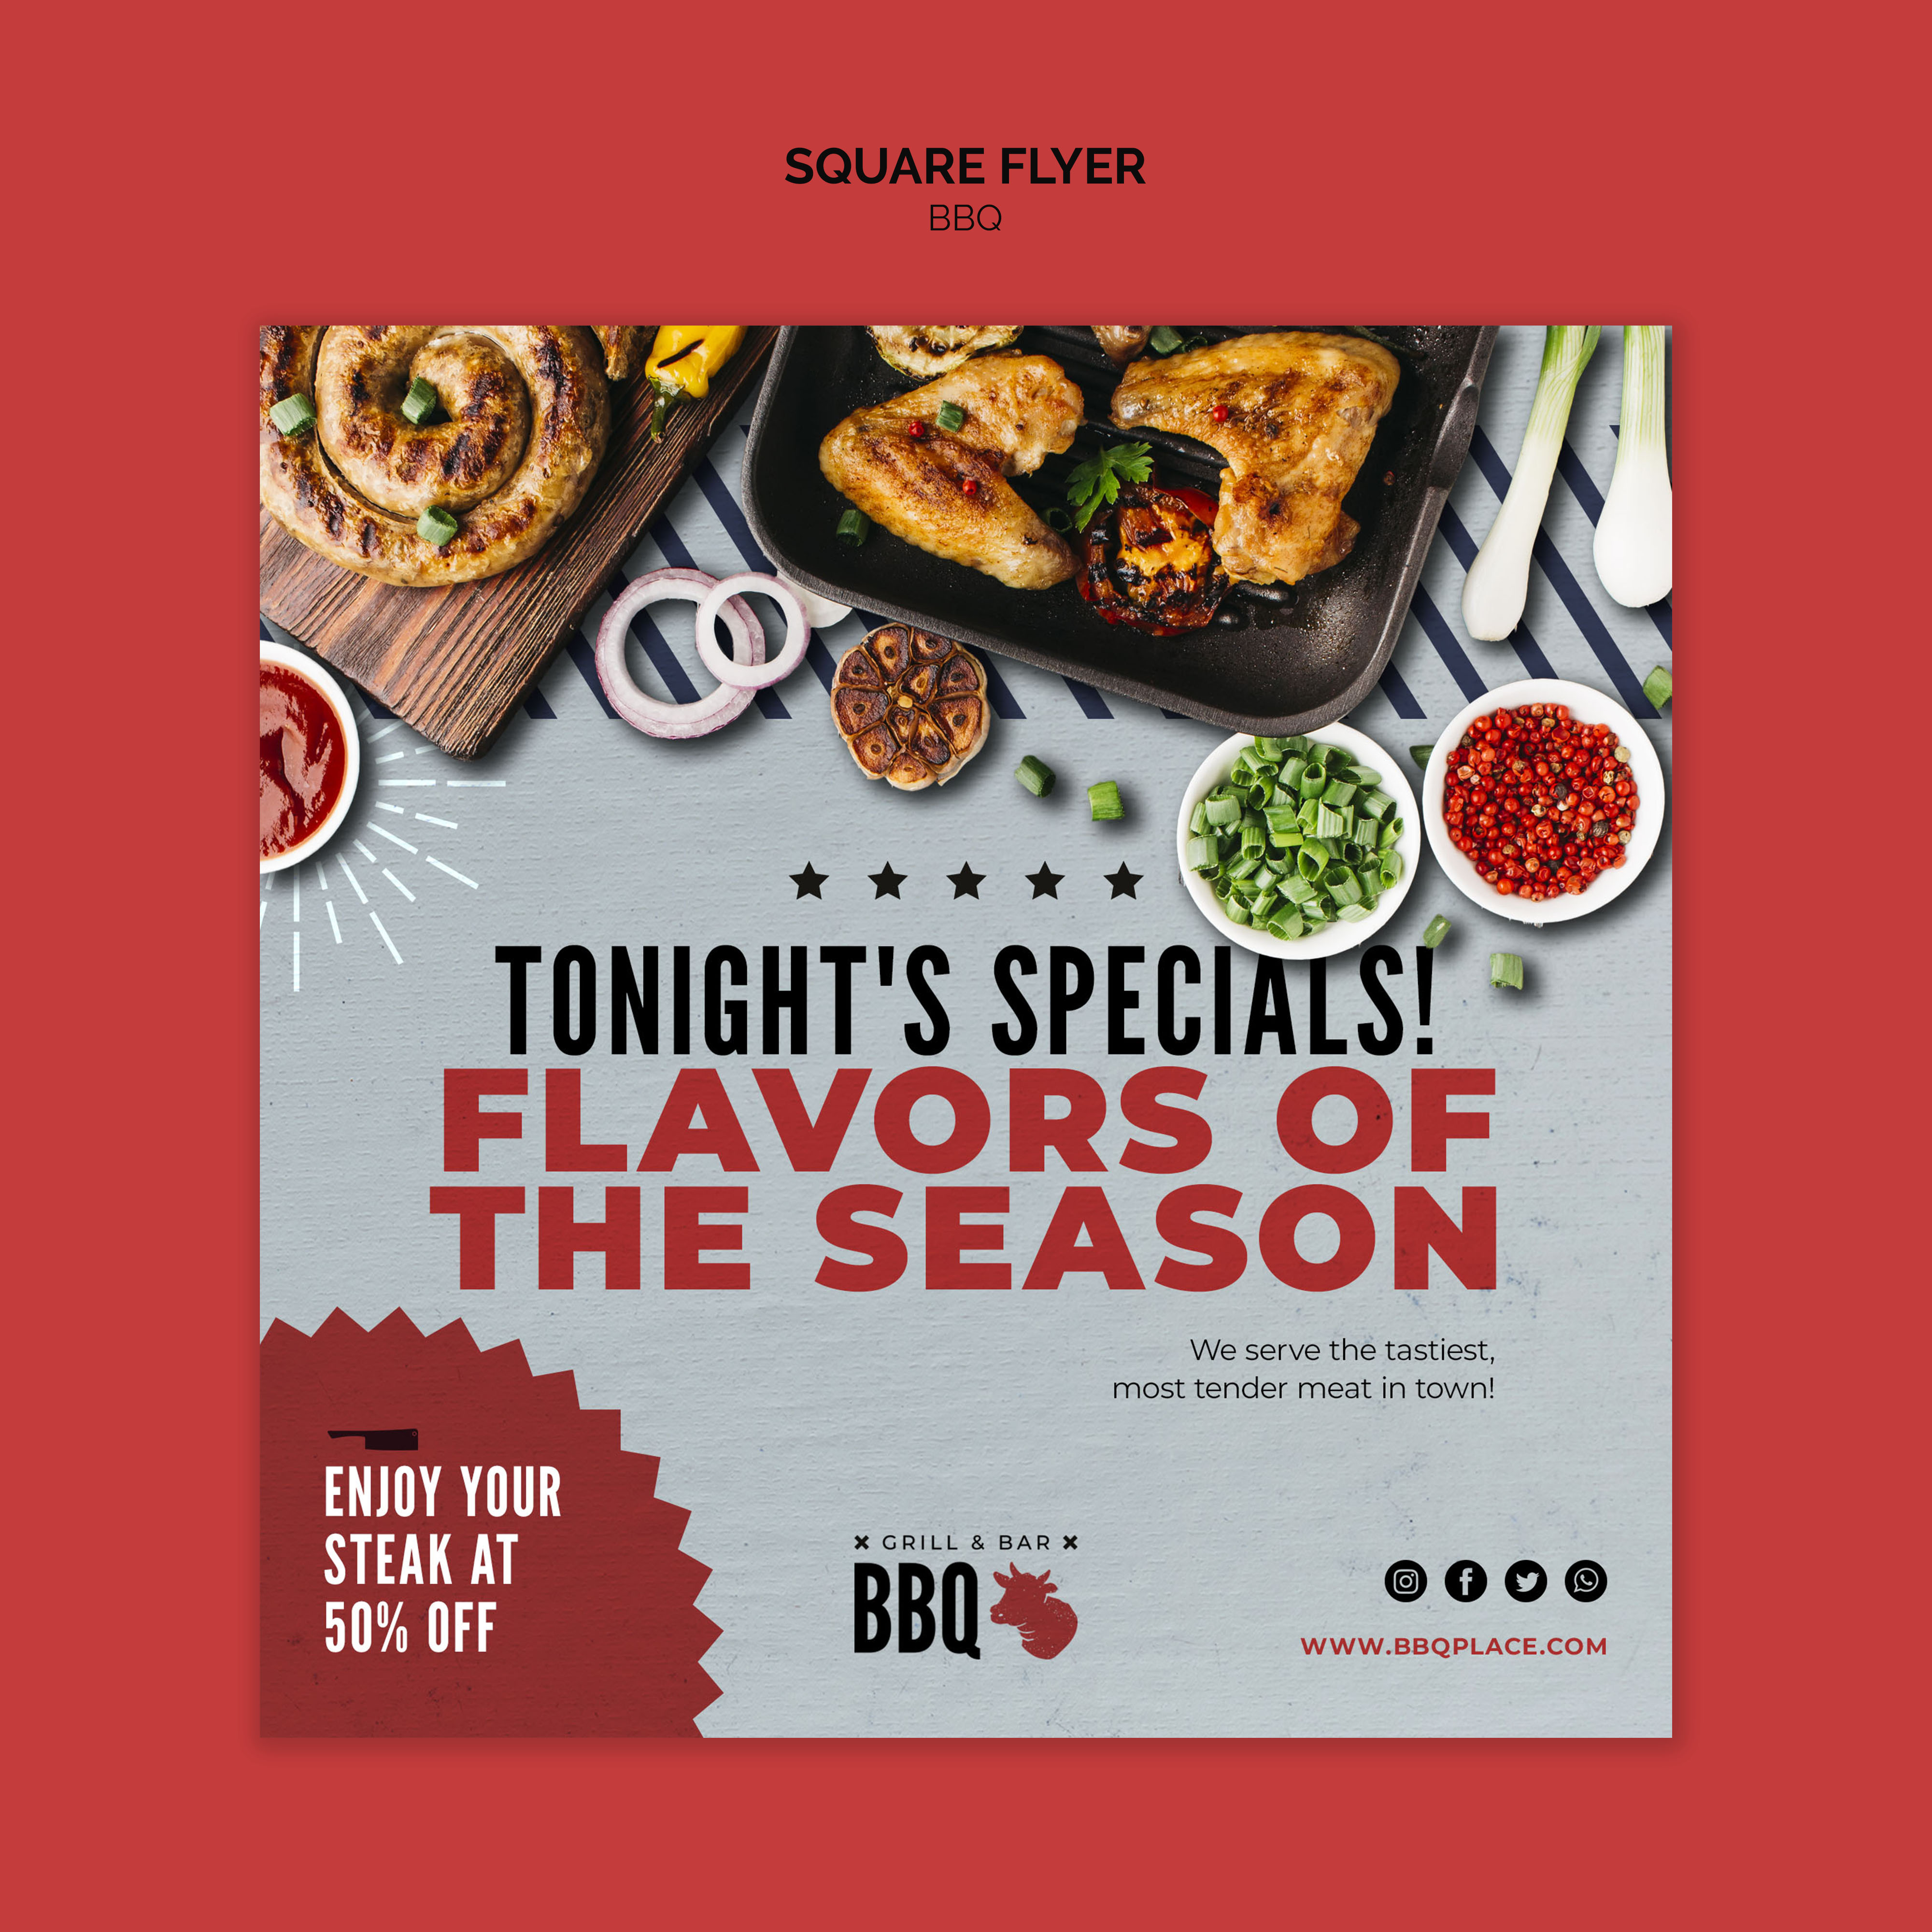 SQUARE FLYER
BBQ
TONIGHT'S SPECIALS!
FLAVORS OF
THE SEASON
We serve the tastiest,
most tender meat in town!
ENJOY YOUR
STEAK AT
50% OFF
GRILL & BAR
BBQ
WWW.BBQPLACE.COM